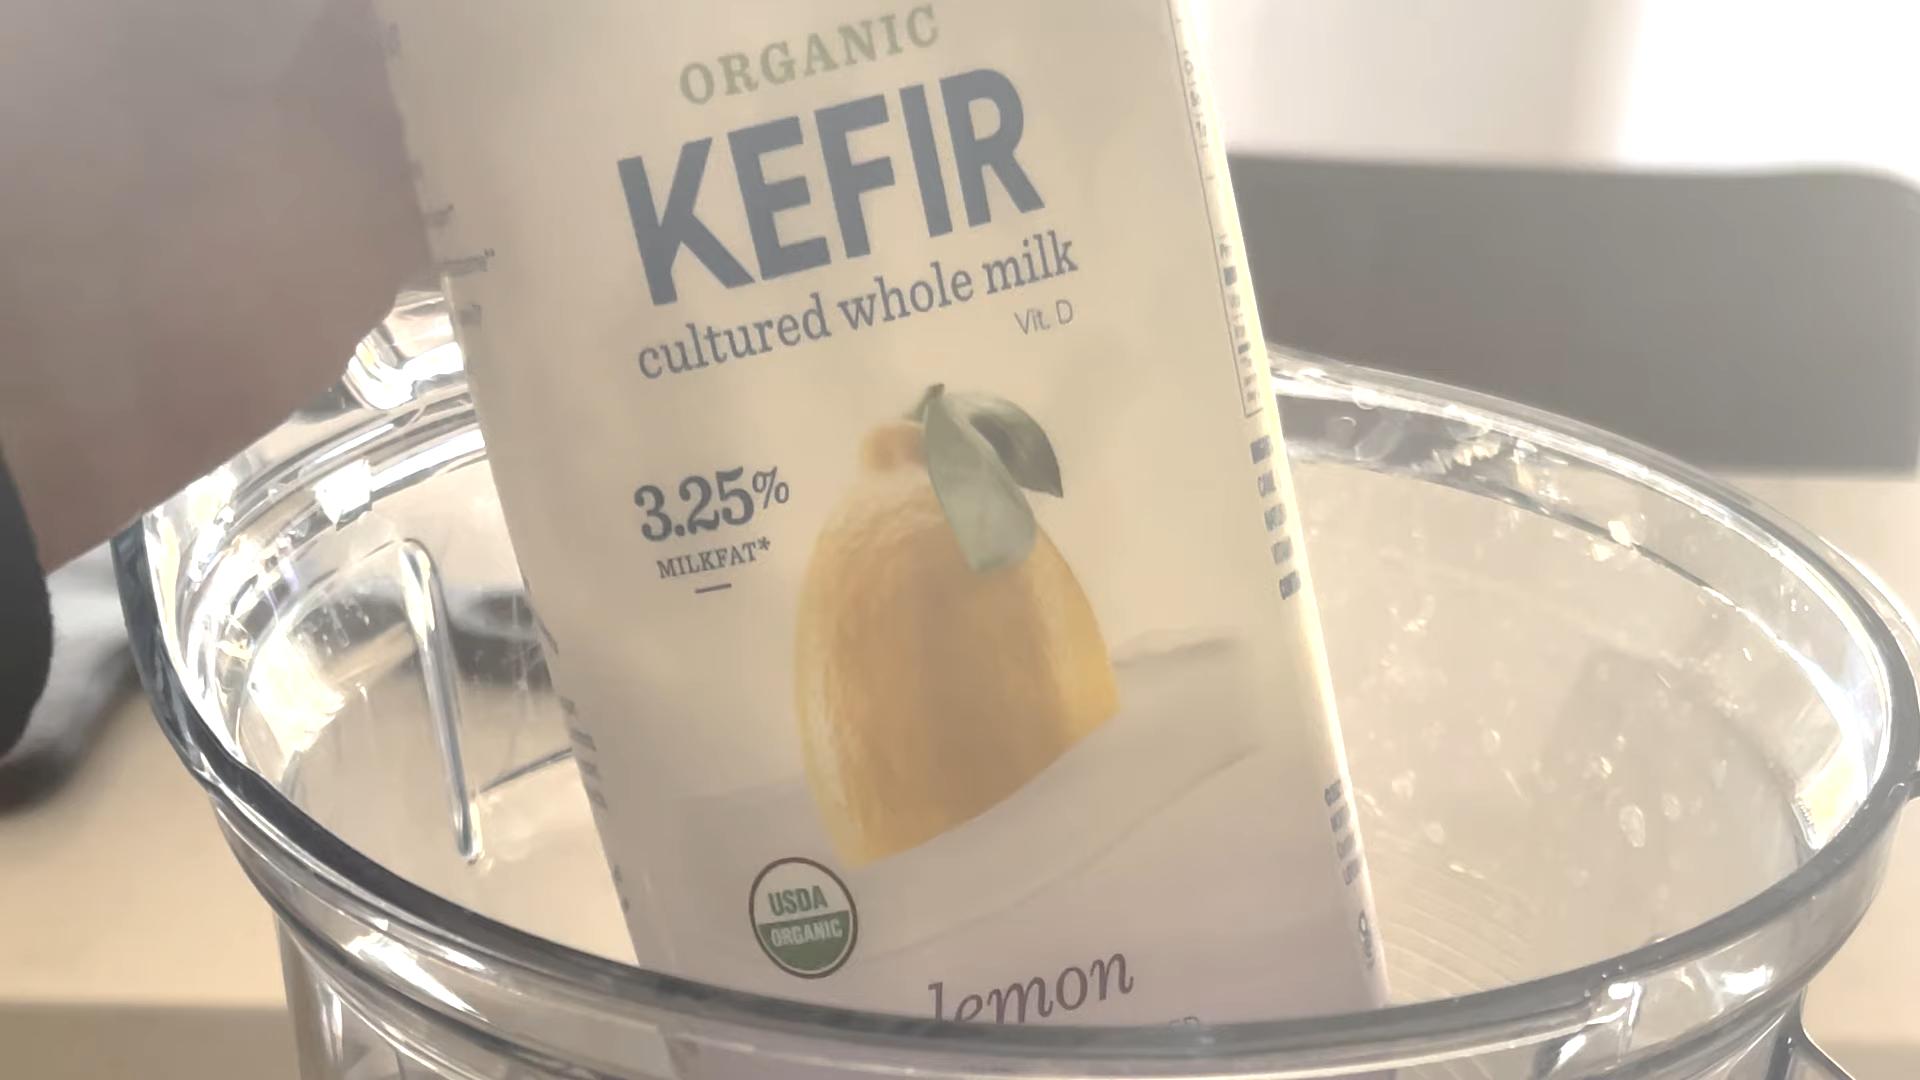 ORGANIC
KEFIR
cultured whole milk
Vit. D
3.25%
MILKFAT*
USDA
ORGANIC
lemon